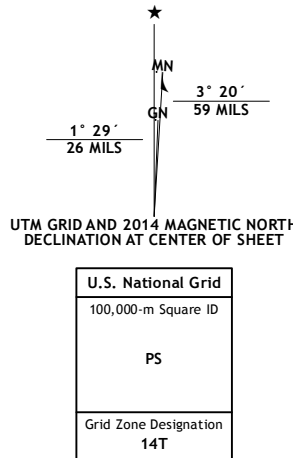 ★
MN
GN
3° 20´
59 MILS
1° 29´
26 MILS
UTM GRID AND 2014 MAGNETIC NORTH
DECLINATION AT CENTER OF SHEET
U.S. National Grid
100,000-m Square ID
PS
Grid Zone Designation
14T